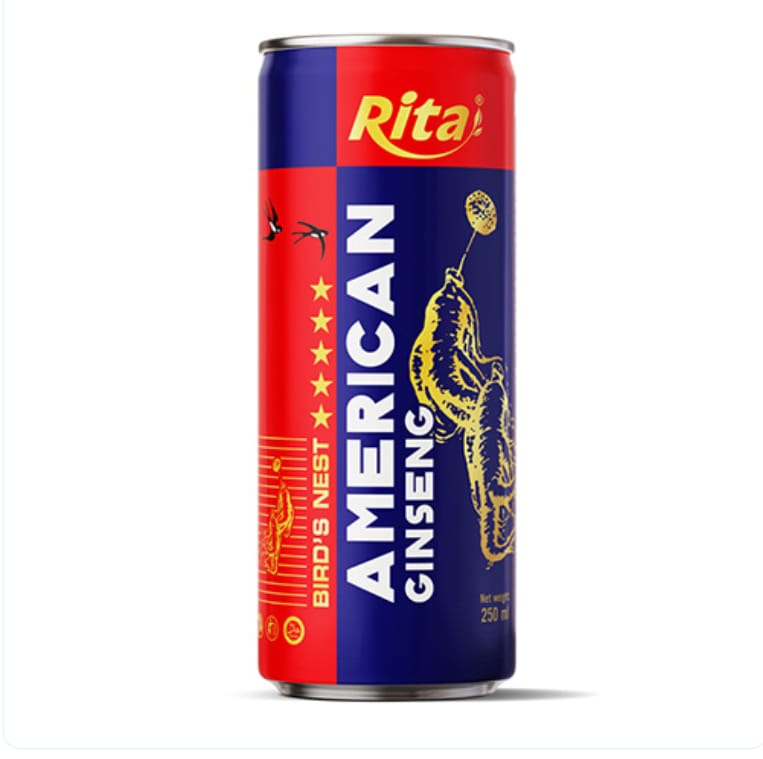 Rita®
AMERICAN
GINSENG
BIRD'S NEST
Net weight:
250 ml